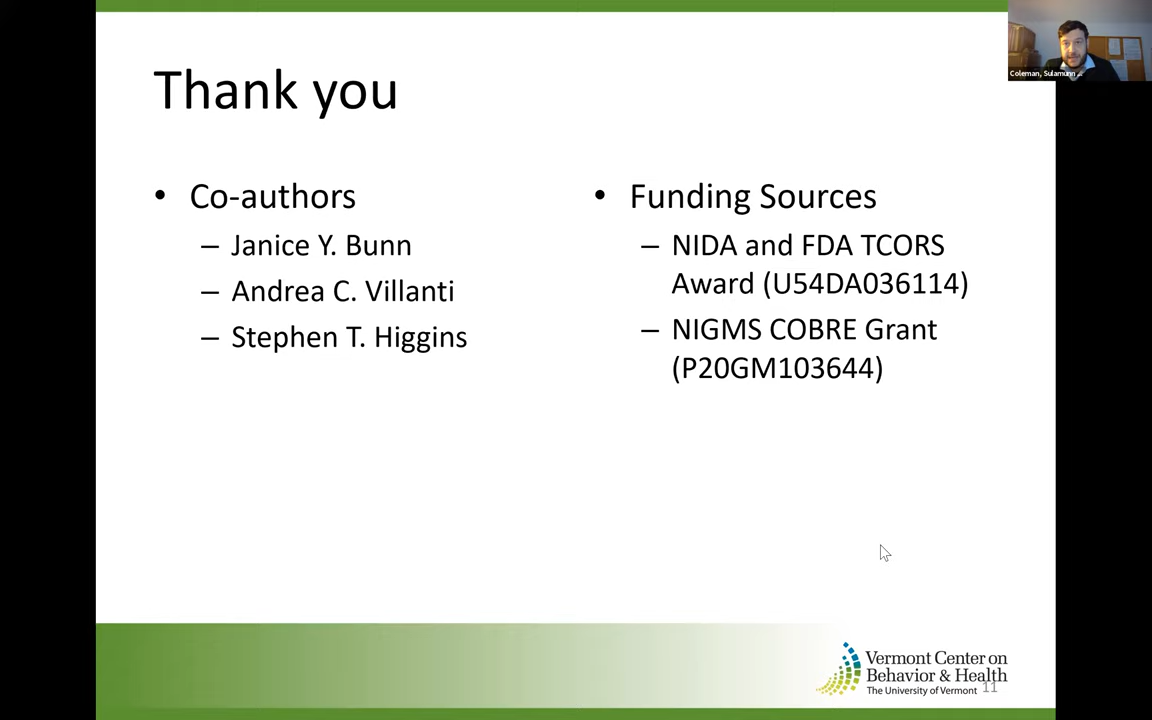 Thank you
• Co-authors
– Janice Y. Bunn
– Andrea C. Villanti
– Stephen T. Higgins
• Funding Sources
– NIDA and FDA TCORS
Award (U54DA036114)
– NIGMS COBRE Grant
(P20GM103644)
Coleman, Sulamunn
Vermont Center on
Behavior & Health
The University of Vermont
11